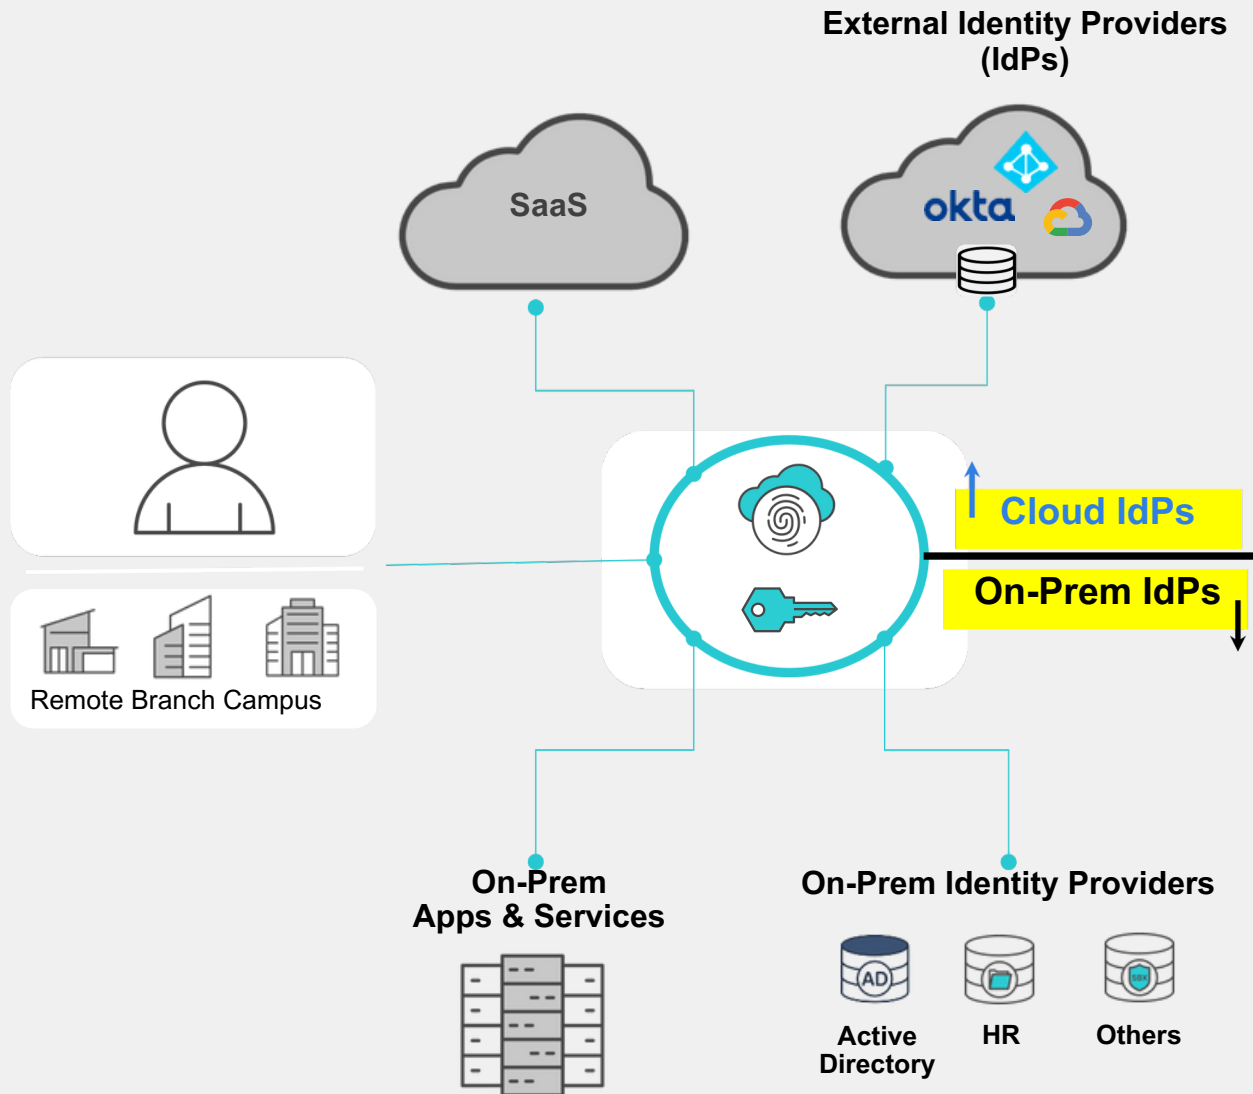 External Identity Providers
(IdPs)
SaaS
okta
Cloud IdPs
On-Prem IdPs
Remote Branch Campus
On-Prem
Apps & Services
On-Prem Identity Providers
AD
SBX
Active
Directory
HR
Others